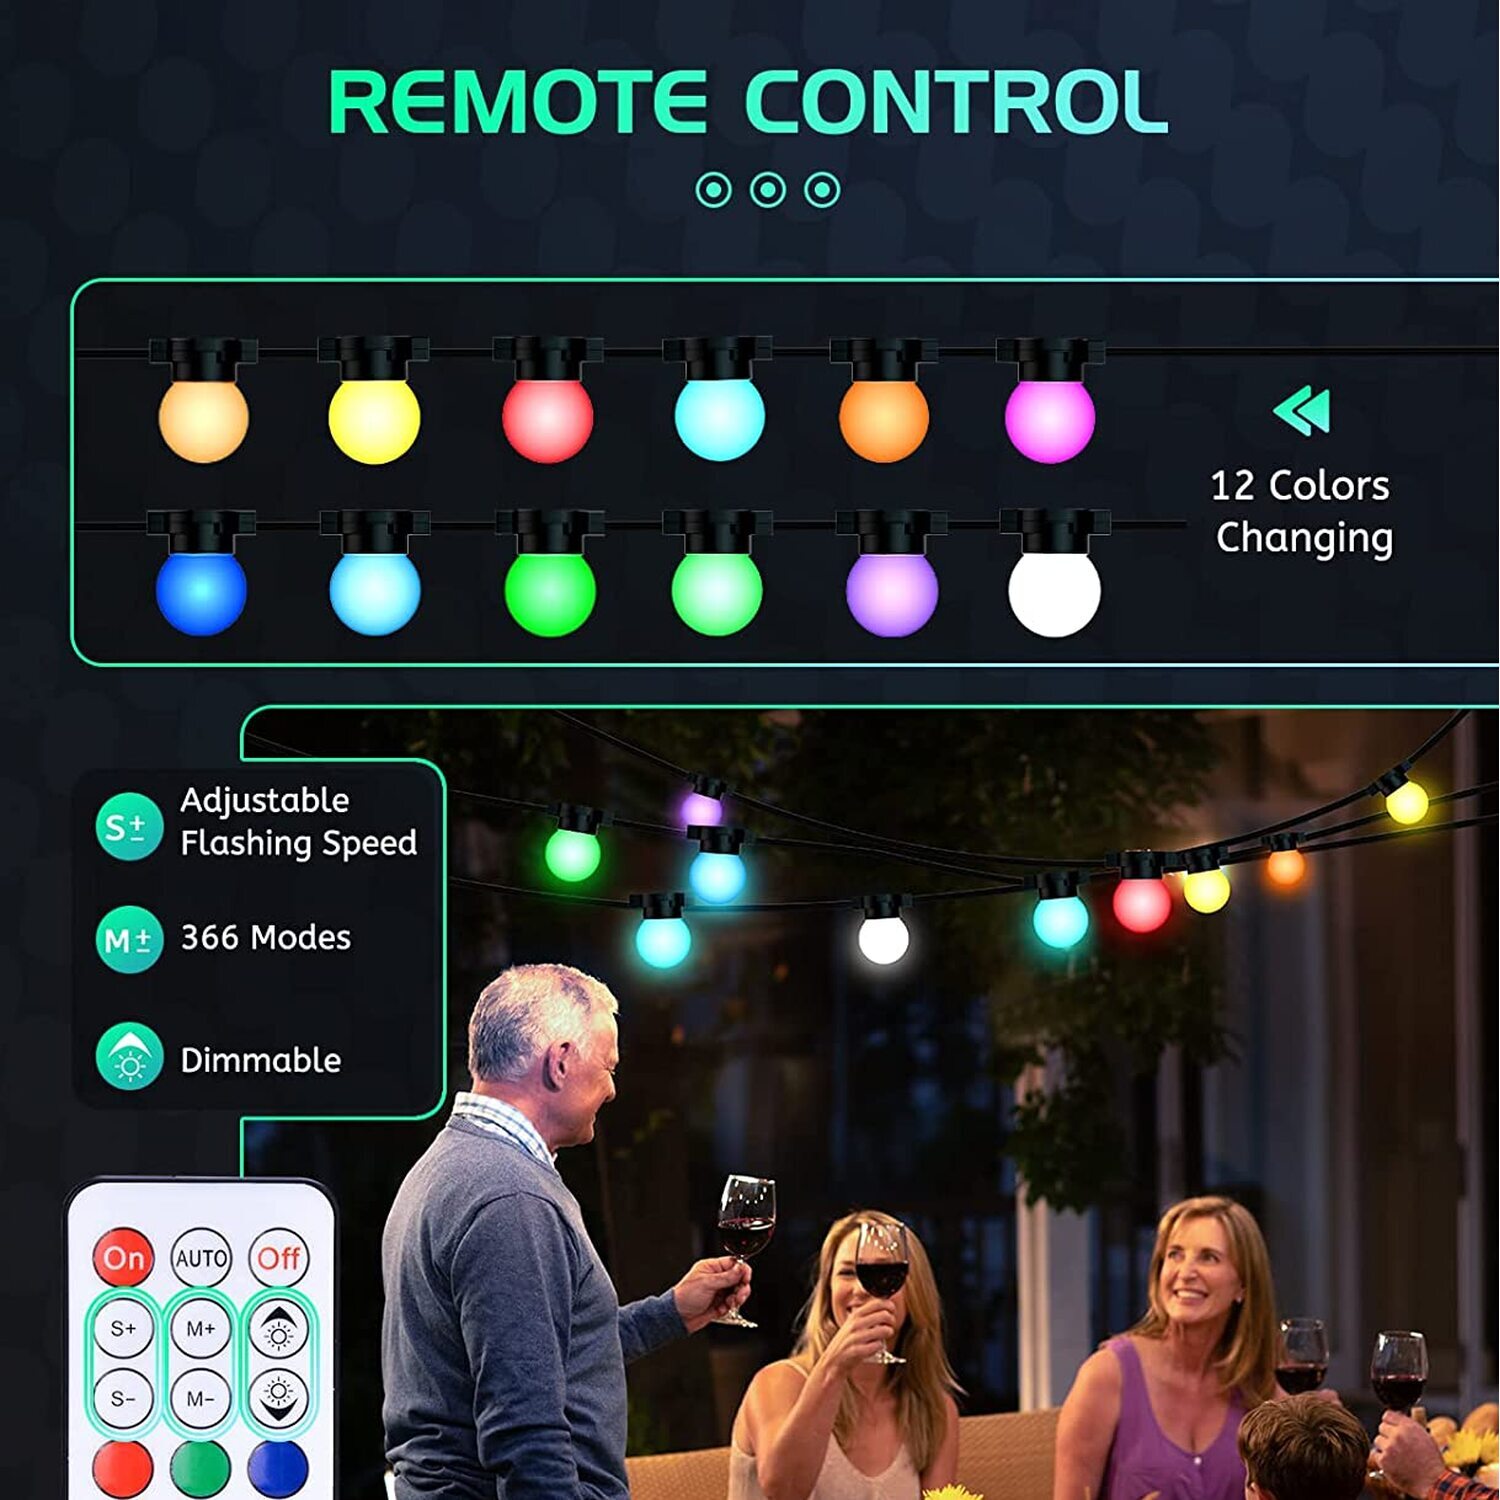 REMOTE CONTROL
12 Colors
Changing
S± Adjustable
Flashing Speed
M± 366 Modes
Dimmable
On AUTO Off
S+ M+
S- M-